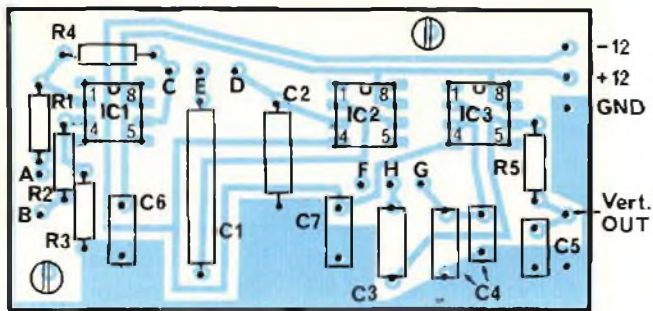 R4
-12
+12
GND
C E D
C2
1 8
IC1
4 5
1 8
IC2
4 5
1 8
IC3
4 5
R1
A
R2
B
R3
C6
C1
F H G
C7
R5
Vert.
OUT
C3
C4
C5